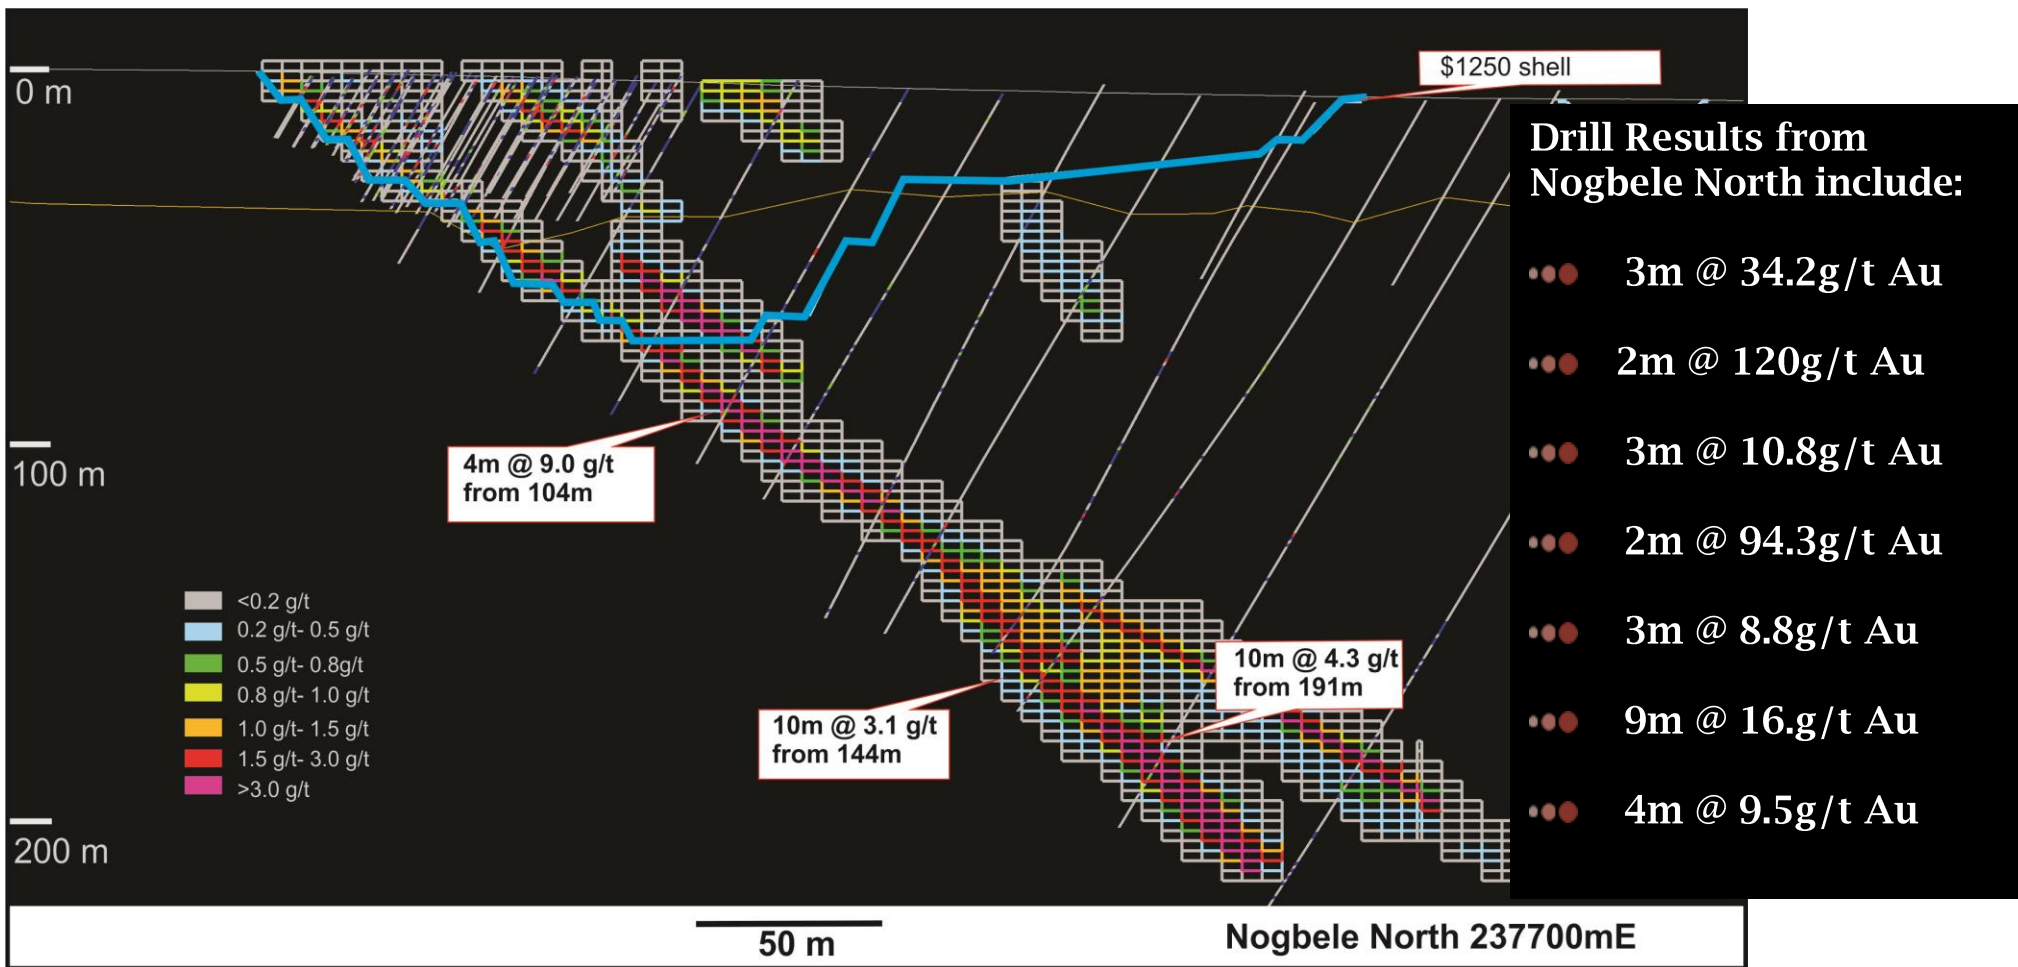 $1250 shell
0 m
100 m
200 m
4m @ 9.0 g/t
from 104m
10m @ 3.1 g/t
from 144m
10m @ 4.3 g/t
from 191m
<0.2 g/t
0.2 g/t- 0.5 g/t
0.5 g/t- 0.8g/t
0.8 g/t- 1.0 g/t
1.0 g/t- 1.5 g/t
1.5 g/t- 3.0 g/t
>3.0 g/t
50 m
Nogbele North 237700mE
Drill Results from
Nogbele North include:
3m @ 34.2g/t Au
2m @ 120g/t Au
3m @ 10.8g/t Au
2m @ 94.3g/t Au
3m @ 8.8g/t Au
9m @ 16.g/t Au
4m @ 9.5g/t Au